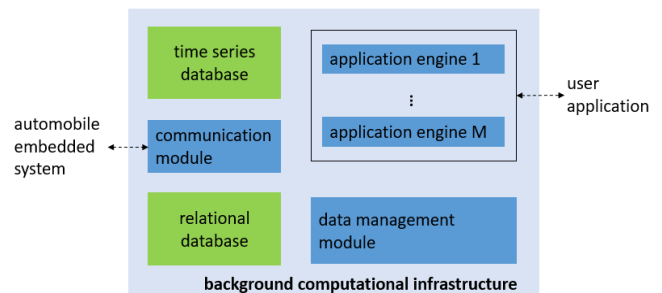 time series
database
application engine 1
⋮
application engine M
user
application
automobile
embedded
system
communication
module
relational
database
data management
module
background computational infrastructure